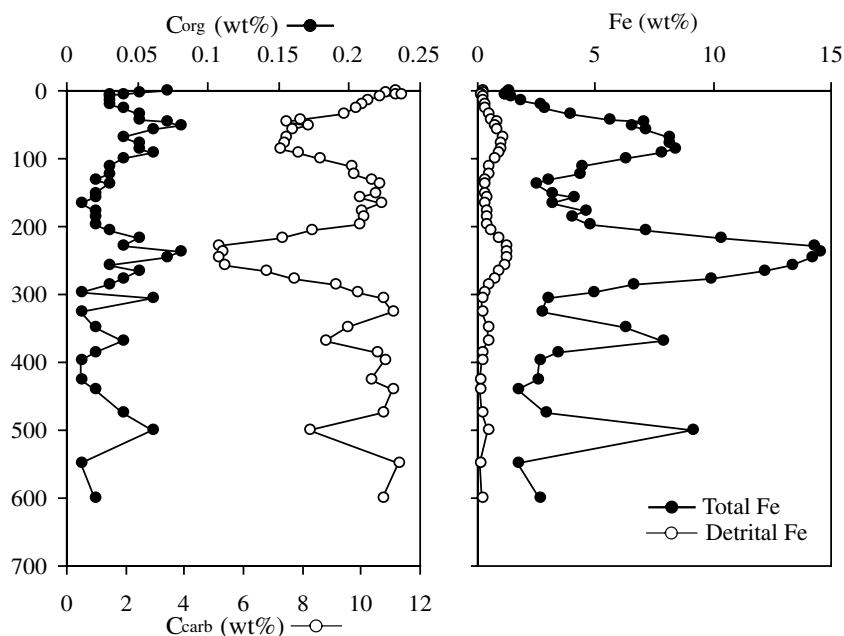 Corg (wt%)
Fe (wt%)
0 0.05 0.1 0.15 0.2 0.25
0 5 10 15
0
100
200
300
400
500
600
700
Total Fe
Detrital Fe
0 2 4 6 8 10 12
Ccarb (wt%)